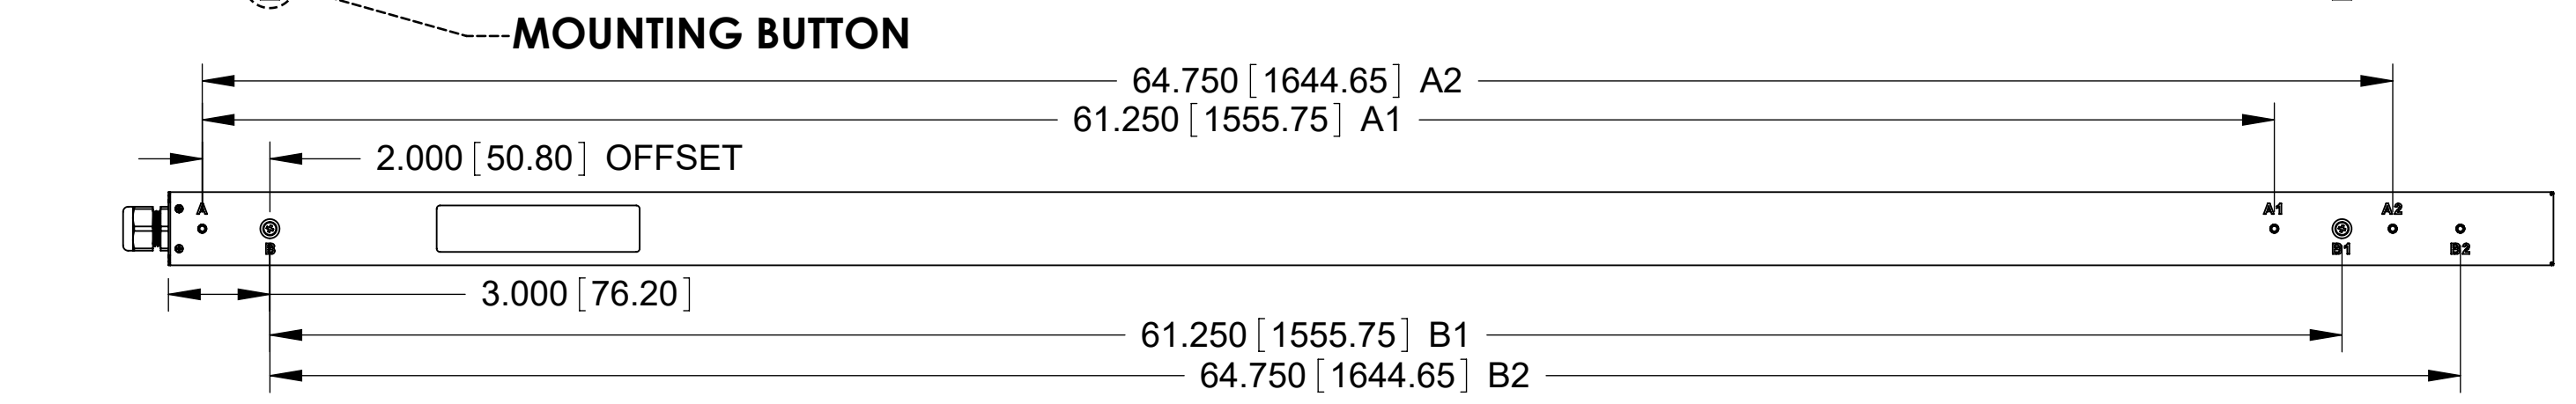 MOUNTING BUTTON
64.750 [1644.65] A2
61.250 [1555.75] A1
2.000 [50.80] OFFSET
A A1 A2
B B1 B2
3.000 [76.20]
61.250 [1555.75] B1
64.750 [1644.65] B2